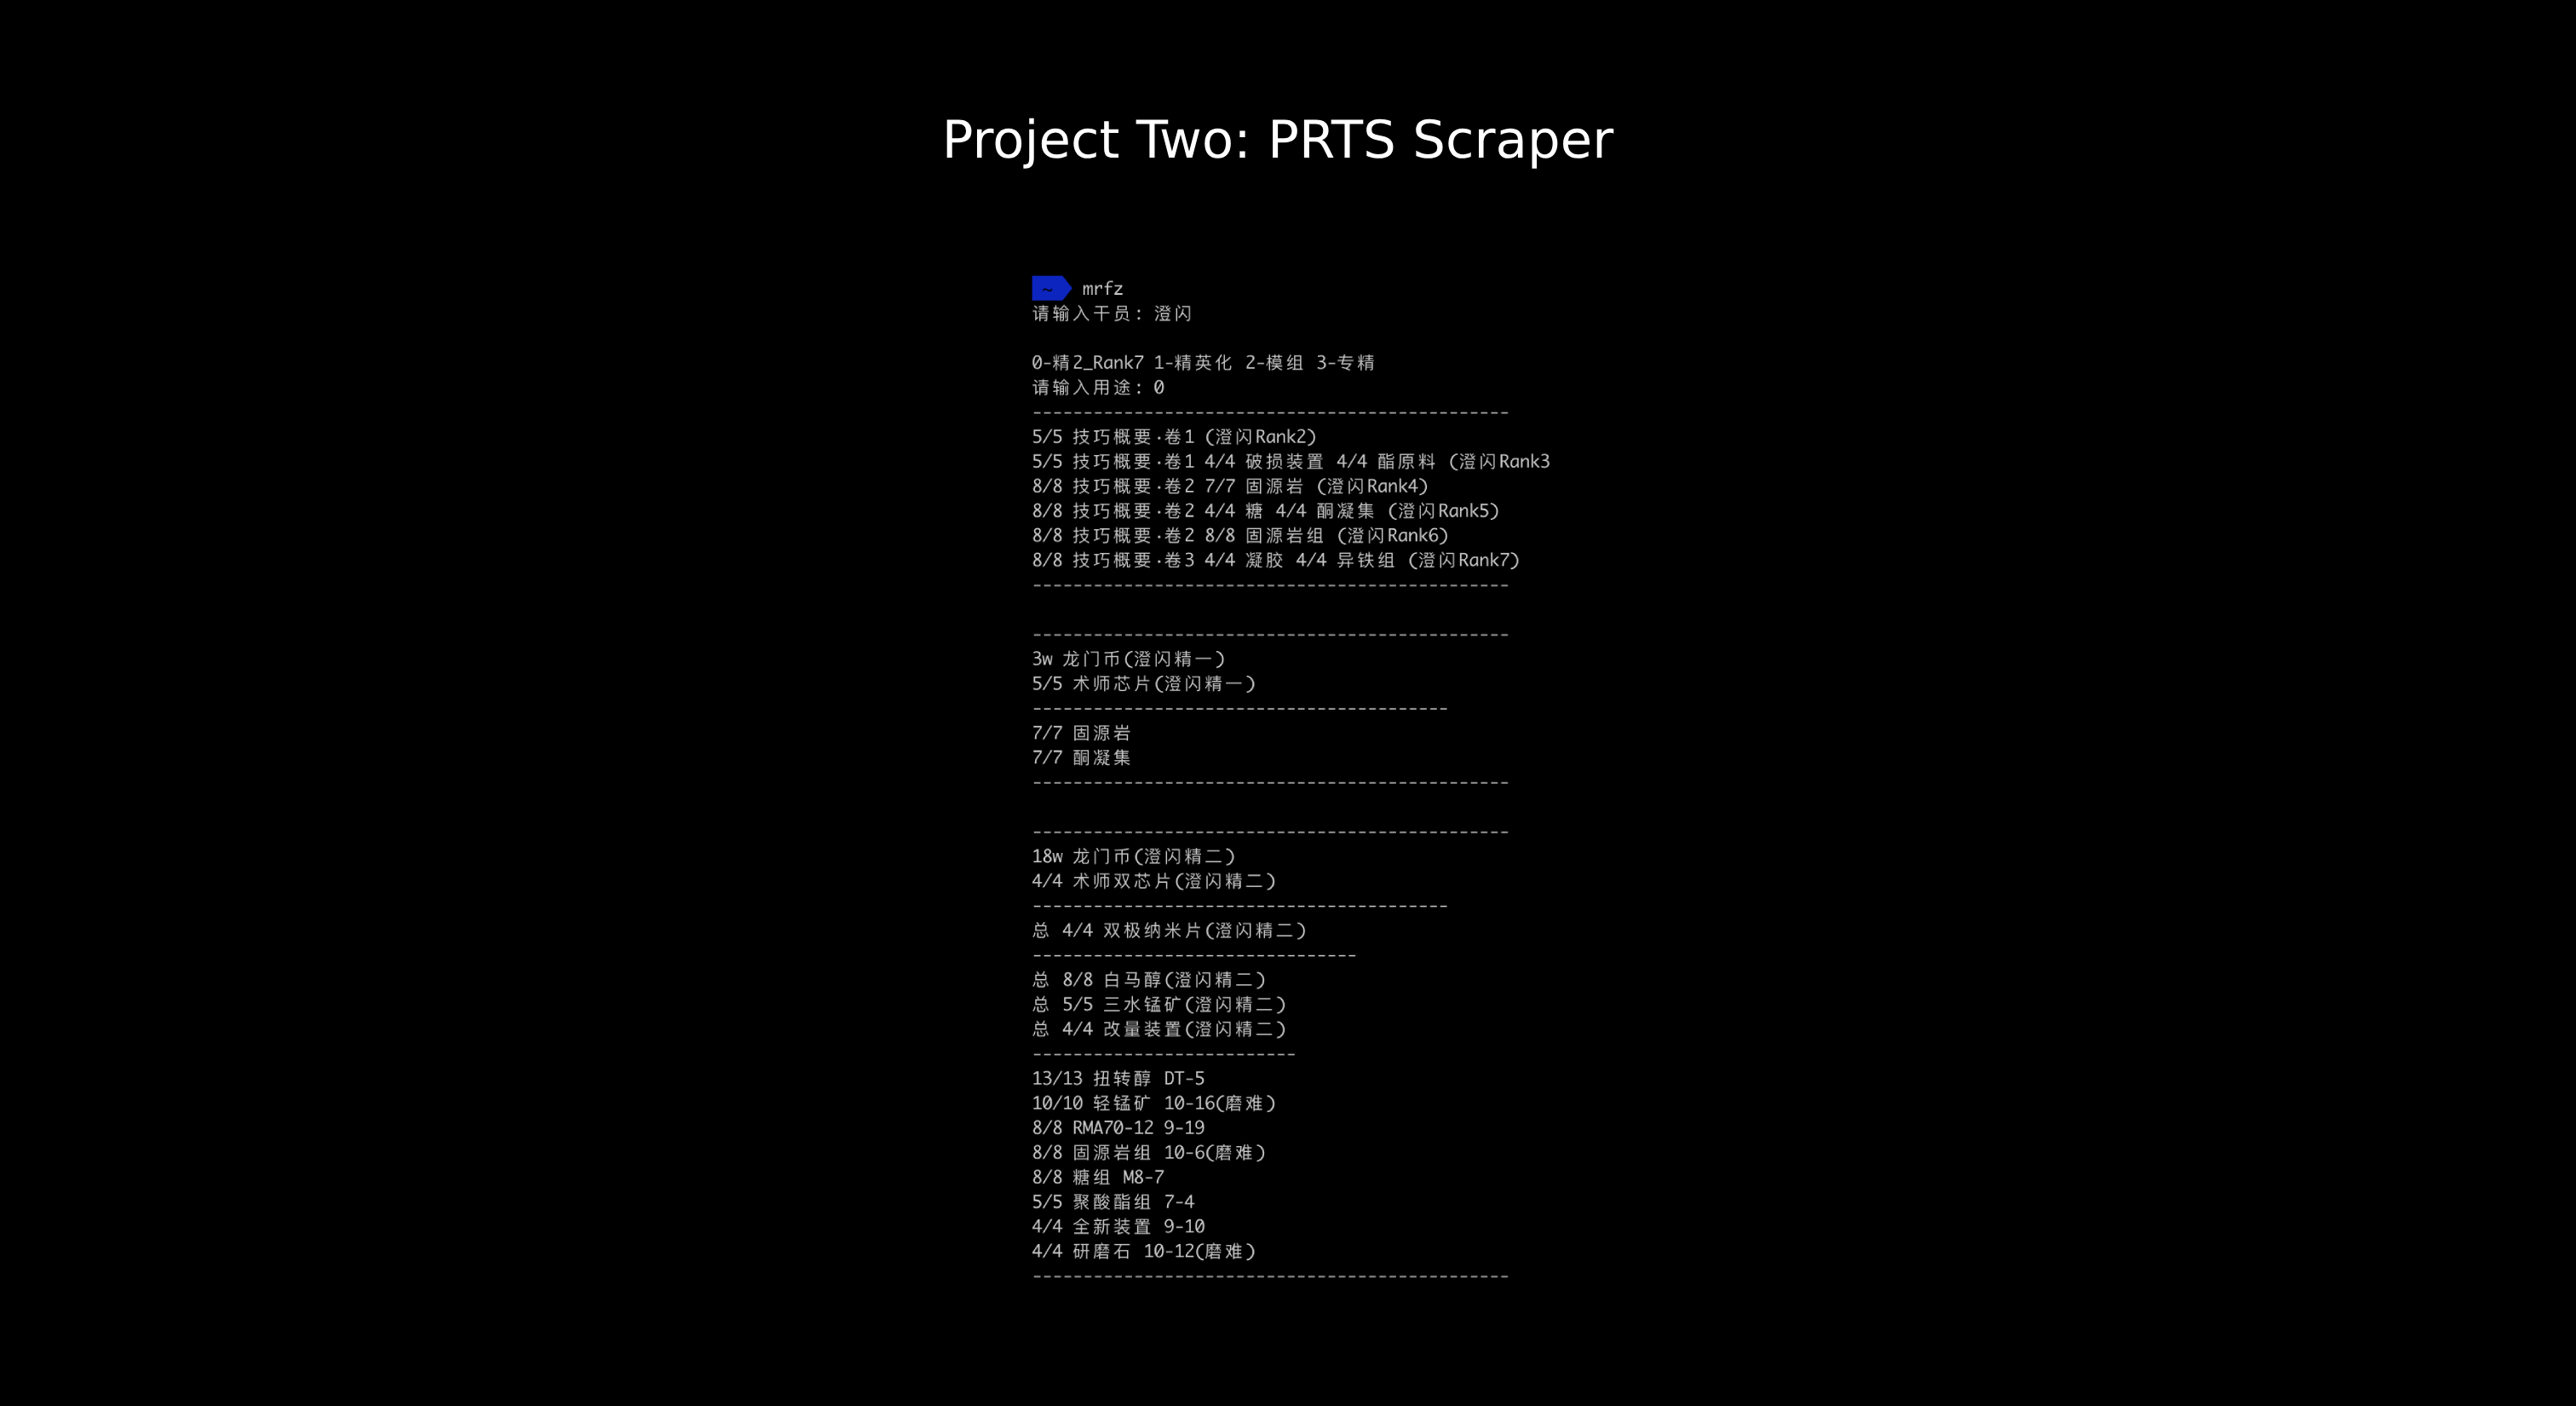 Project Two: PRTS Scraper
~ mrfz
请输入干员: 澄闪
0-精2_Rank7 1-精英化 2-模组 3-专精
请输入用途: 0
-----------------------------------------------
5/5 技巧概要·卷1 (澄闪Rank2)
5/5 技巧概要·卷1 4/4 破损装置 4/4 酯原料 (澄闪Rank3
8/8 技巧概要·卷2 7/7 固源岩 (澄闪Rank4)
8/8 技巧概要·卷2 4/4 糖 4/4 酮凝集 (澄闪Rank5)
8/8 技巧概要·卷2 8/8 固源岩组 (澄闪Rank6)
8/8 技巧概要·卷3 4/4 凝胶 4/4 异铁组 (澄闪Rank7)
-----------------------------------------------
-----------------------------------------------
3w 龙门币(澄闪精一)
5/5 术师芯片(澄闪精一)
-----------------------------------------
7/7 固源岩
7/7 酮凝集
-----------------------------------------------
-----------------------------------------------
18w 龙门币(澄闪精二)
4/4 术师双芯片(澄闪精二)
-----------------------------------------
总 4/4 双极纳米片(澄闪精二)
--------------------------------
总 8/8 白马醇(澄闪精二)
总 5/5 三水锰矿(澄闪精二)
总 4/4 改量装置(澄闪精二)
--------------------------
13/13 扭转醇 DT-5
10/10 轻锰矿 10-16(磨难)
8/8 RMA70-12 9-19
8/8 固源岩组 10-6(磨难)
8/8 糖组 M8-7
5/5 聚酸酯组 7-4
4/4 全新装置 9-10
4/4 研磨石 10-12(磨难)
-----------------------------------------------